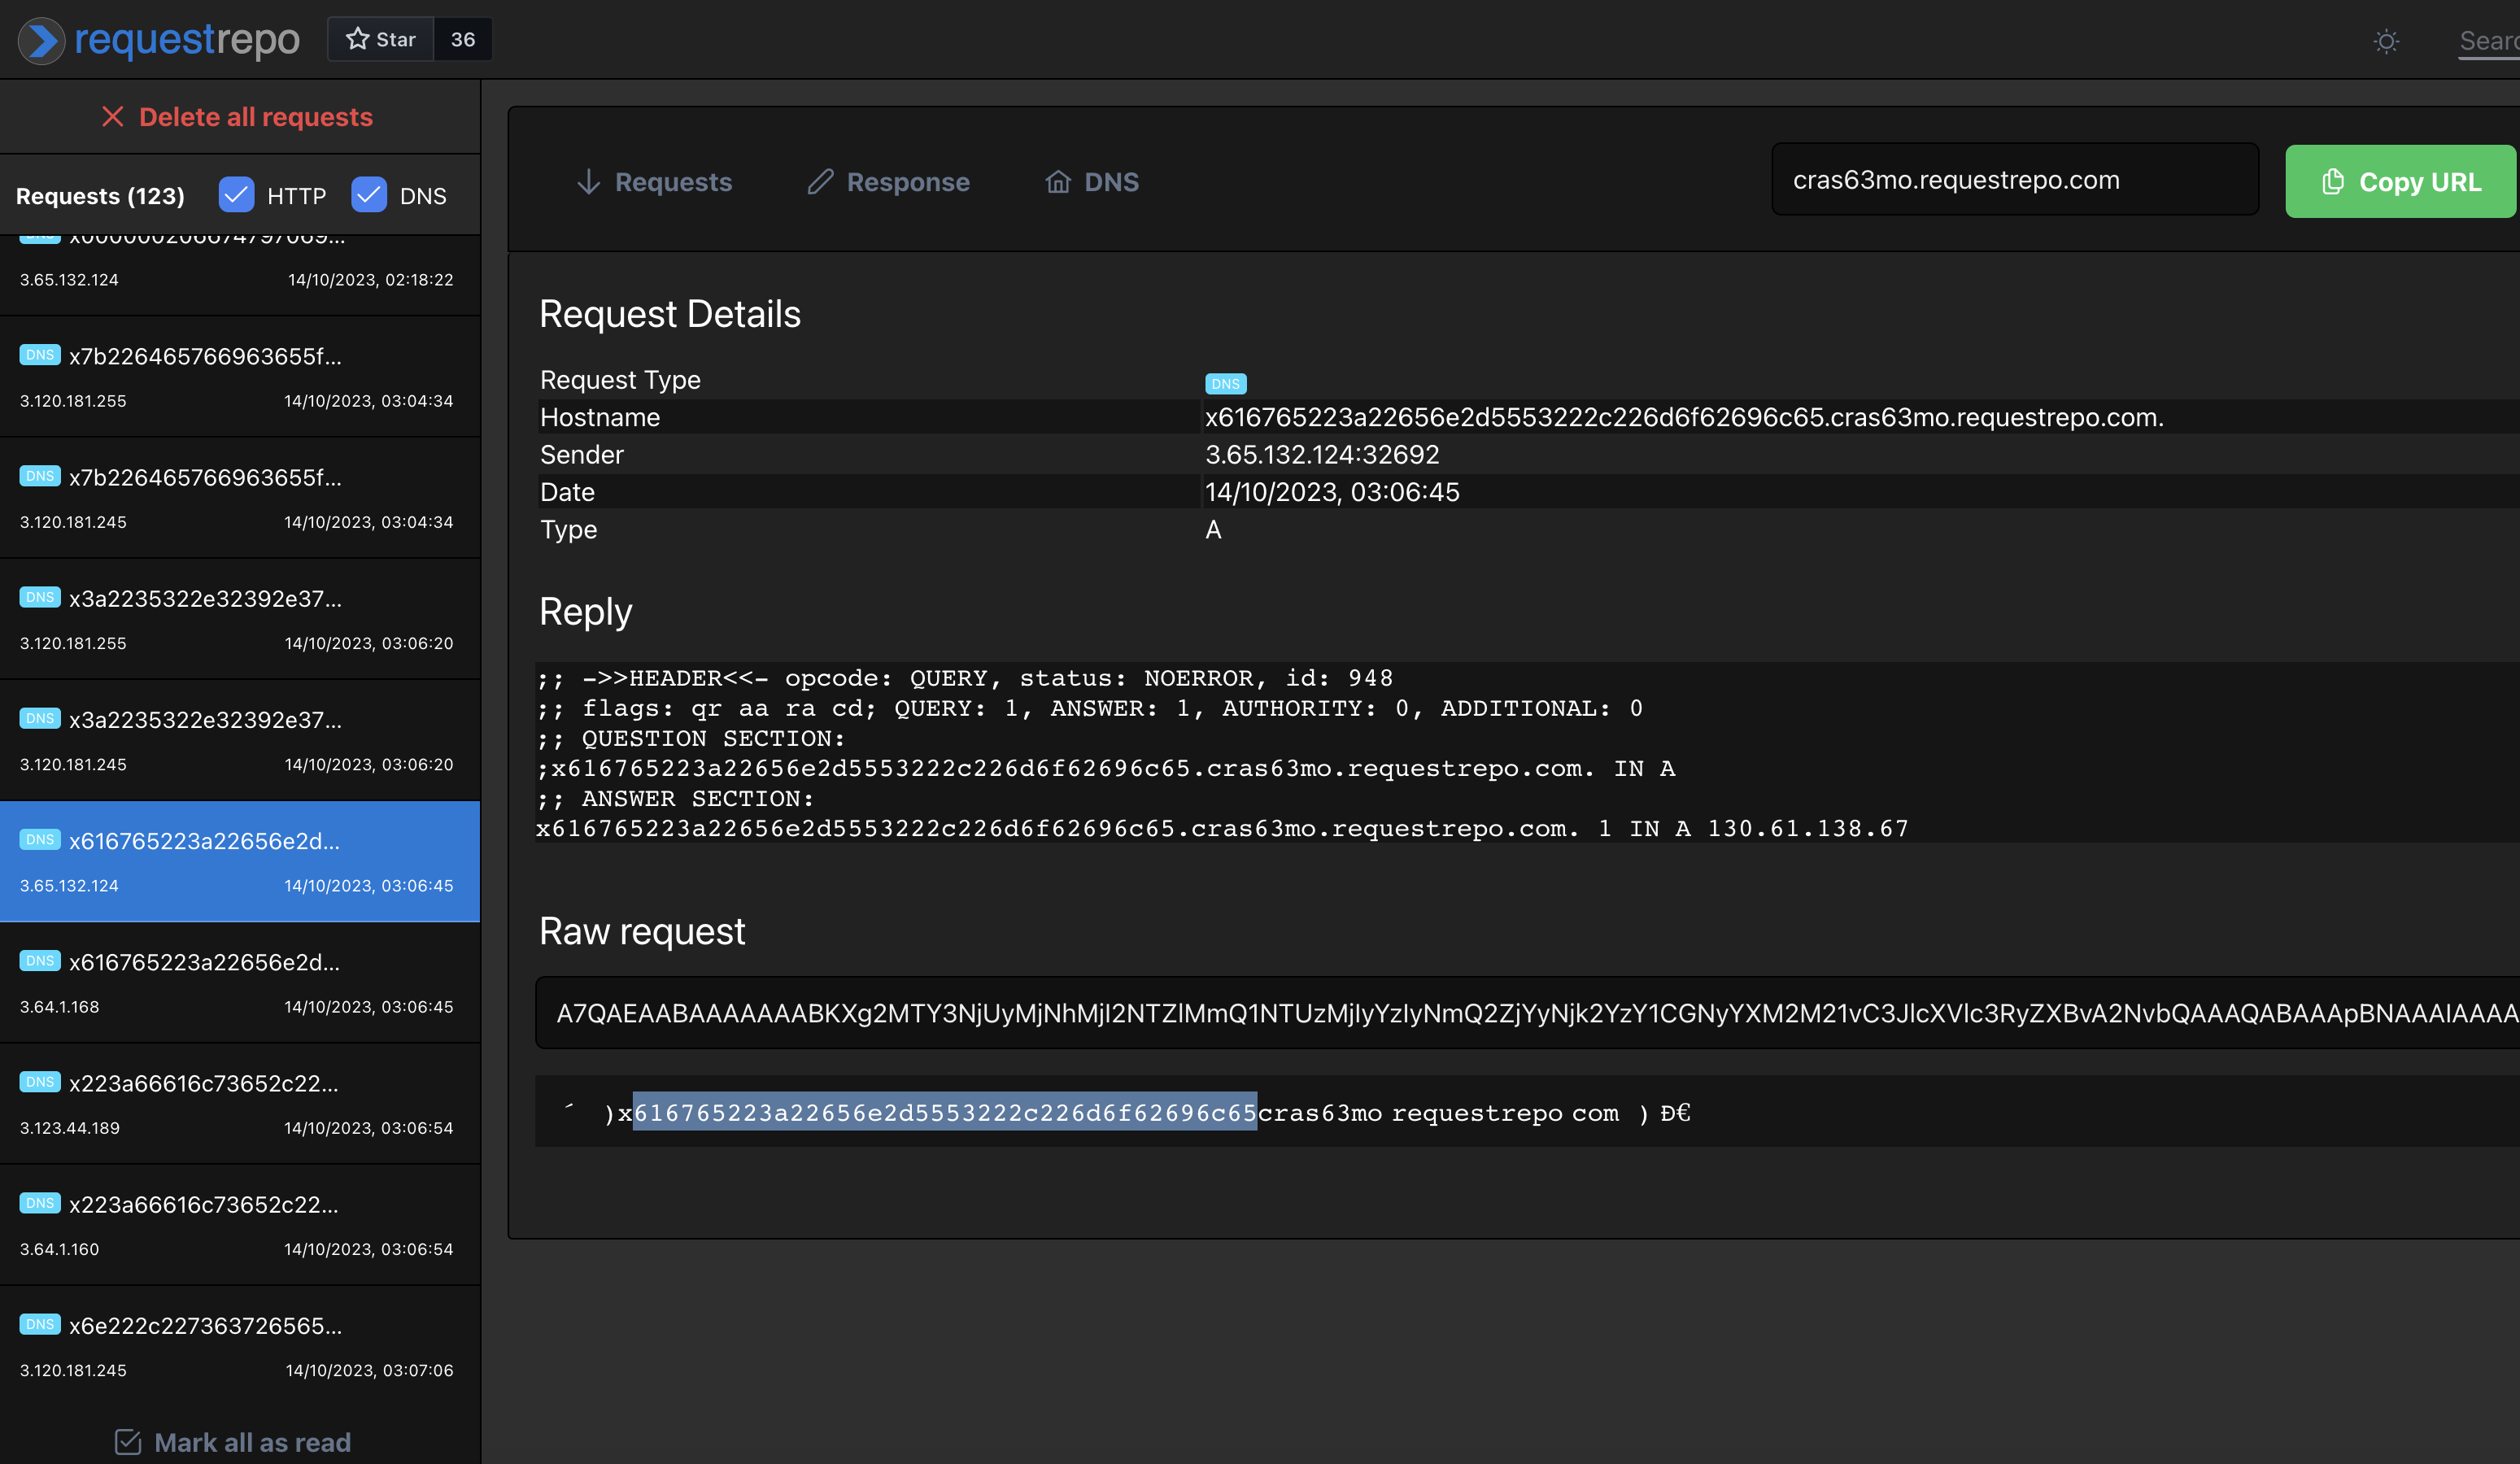 requestrepo
Star 36
Sear
Delete all requests
Requests (123) HTTP DNS
3.65.132.124 14/10/2023, 02:18:22
DNS x7b226465766963655f...
3.120.181.255 14/10/2023, 03:04:34
DNS x7b226465766963655f...
3.120.181.245 14/10/2023, 03:04:34
DNS x3a2235322e32392e37...
3.120.181.255 14/10/2023, 03:06:20
DNS x3a2235322e32392e37...
3.120.181.245 14/10/2023, 03:06:20
DNS x616765223a22656e2d...
3.65.132.124 14/10/2023, 03:06:45
DNS x616765223a22656e2d...
3.64.1.168 14/10/2023, 03:06:45
DNS x223a66616c73652c22...
3.123.44.189 14/10/2023, 03:06:54
DNS x223a66616c73652c22...
3.64.1.160 14/10/2023, 03:06:54
DNS x6e222c227363726565...
3.120.181.245 14/10/2023, 03:07:06
Mark all as read
Requests Response DNS
cras63mo.requestrepo.com
Copy URL
Request Details
Request Type DNS
Hostname x616765223a22656e2d5553222c226d6f62696c65.cras63mo.requestrepo.com.
Sender 3.65.132.124:32692
Date 14/10/2023, 03:06:45
Type A
Reply
;; ->>HEADER<<- opcode: QUERY, status: NOERROR, id: 948
;; flags: qr aa ra cd; QUERY: 1, ANSWER: 1, AUTHORITY: 0, ADDITIONAL: 0
;; QUESTION SECTION:
;x616765223a22656e2d5553222c226d6f62696c65.cras63mo.requestrepo.com. IN A
;; ANSWER SECTION:
x616765223a22656e2d5553222c226d6f62696c65.cras63mo.requestrepo.com. 1 IN A 130.61.138.67
Raw request
A7QAEAABAAAAAAABKXg2MTY3NjUyMjNhMjI2NTZlMmQ1NTUzMjIyYzIyNmQ2ZjYyNjk2YzY1CGNyYXM2M21vC3JlcXVlc3RyZXBvA2NvbQAAAQABAAApBNAAAIAAAA
´ )x616765223a22656e2d5553222c226d6f62696c65cras63mo requestrepo com ) Ð€